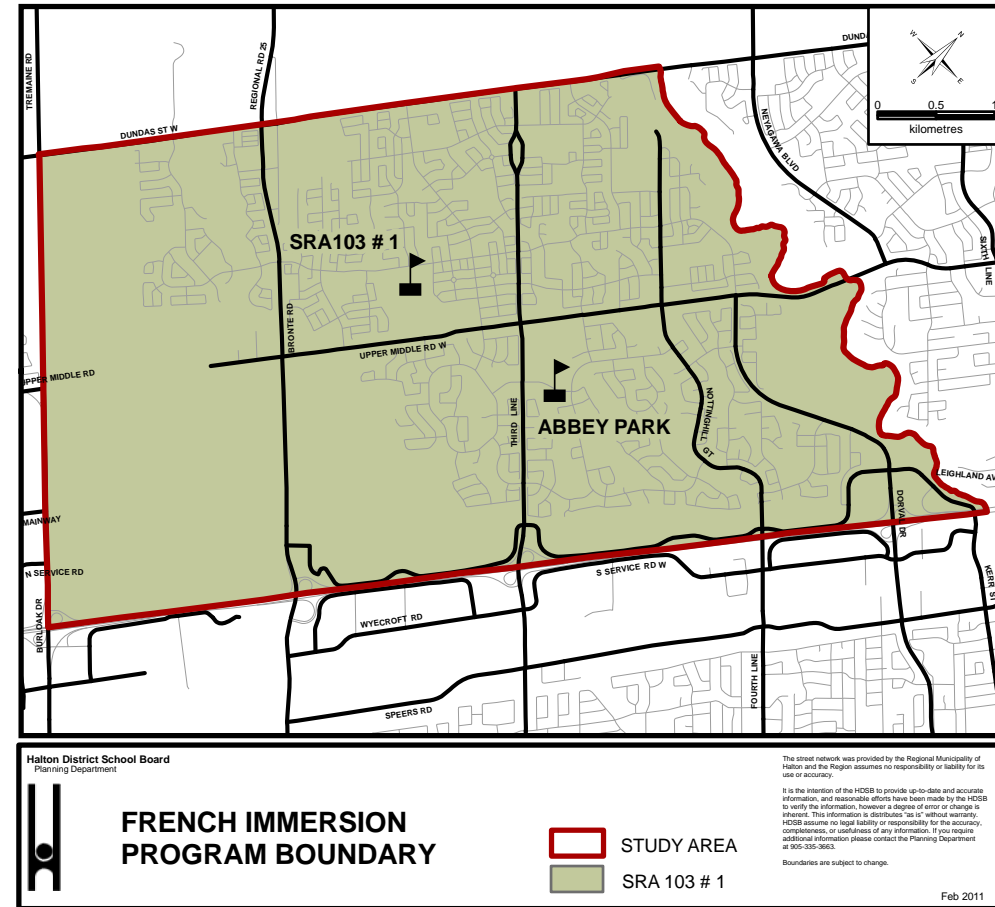 TREMAINE RD
REGIONAL RD 25
DUNDAS ST W
NEYAGAWA BLVD
W N
S E
0 0.5 1
kilometres
SIXTH LINE
SRA103 # 1
BRONTE RD
UPPER MIDDLE RD W
UPPER MIDDLE RD
THIRD LINE
ABBEY PARK
NOTTINGHILL GT
LEIGHLAND AV
MAINWAY
N SERVICE RD
DORVAL DR
S SERVICE RD W
KERR ST
BURLOAK DR
WYECROFT RD
FOURTH LINE
SPEERS RD
Halton District School Board
Planning Department
FRENCH IMMERSION
PROGRAM BOUNDARY
STUDY AREA
SRA 103 # 1
The street network was provided by the Regional Municipality of
Halton and the Region assumes no responsibility or liability for its
use or accuracy.
It is the intention of the HDSB to provide up-to-date and accurate
information, and reasonable efforts have been made by the HDSB
to verify the information, however a degree of error or change is
inherent. This information is distributes "as is" without warranty.
HDSB assume no legal liability or responsibility for the accuracy,
completeness, or usefulness of any information. If you require
additional information please contact the Planning Department
at 905-335-3663.
Boundaries are subject to change.
Feb 2011